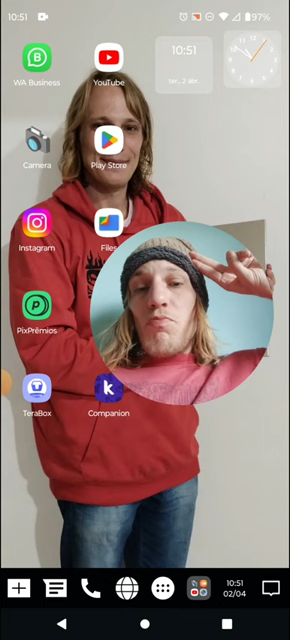 10:51
97%
WA Business
YouTube
10:51
ter., 2 abr.
Camera
Play Store
Instagram
Files
PixPrêmios
TeraBox
Companion
10:51
02/04